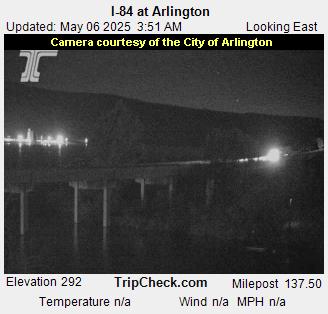 I-84 at Arlington
Updated: May 06 2025 3:51 AM Looking East
Camera courtesy of the City of Arlington
Elevation 292 TripCheck.com Milepost 137.50
Temperature n/a Wind n/a MPH n/a